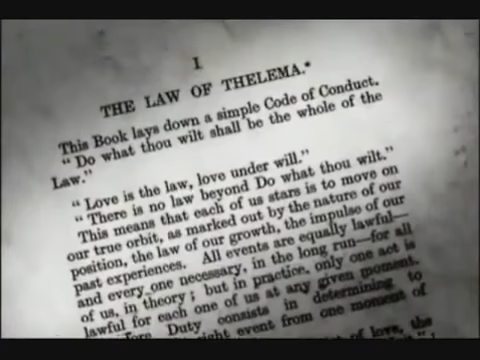 I
THE LAW OF THELEMA.*
This Book lays down a simple Code of Conduct.
"Do what thou wilt shall be the whole of the
Law."
"Love is the law, love under will."
"There is no law beyond Do what thou wilt."
This means that each of us stars is to move on
our true orbit, as marked out by the nature of our
position, the law of our growth, the impulse of our
past experiences. All events are equally lawful—
and every one necessary, in the long run—for all
of us, in theory; but in practice, only one act is
lawful for each one of us at any given moment.
Duty consists in determining to
right event from one moment of
of love, the